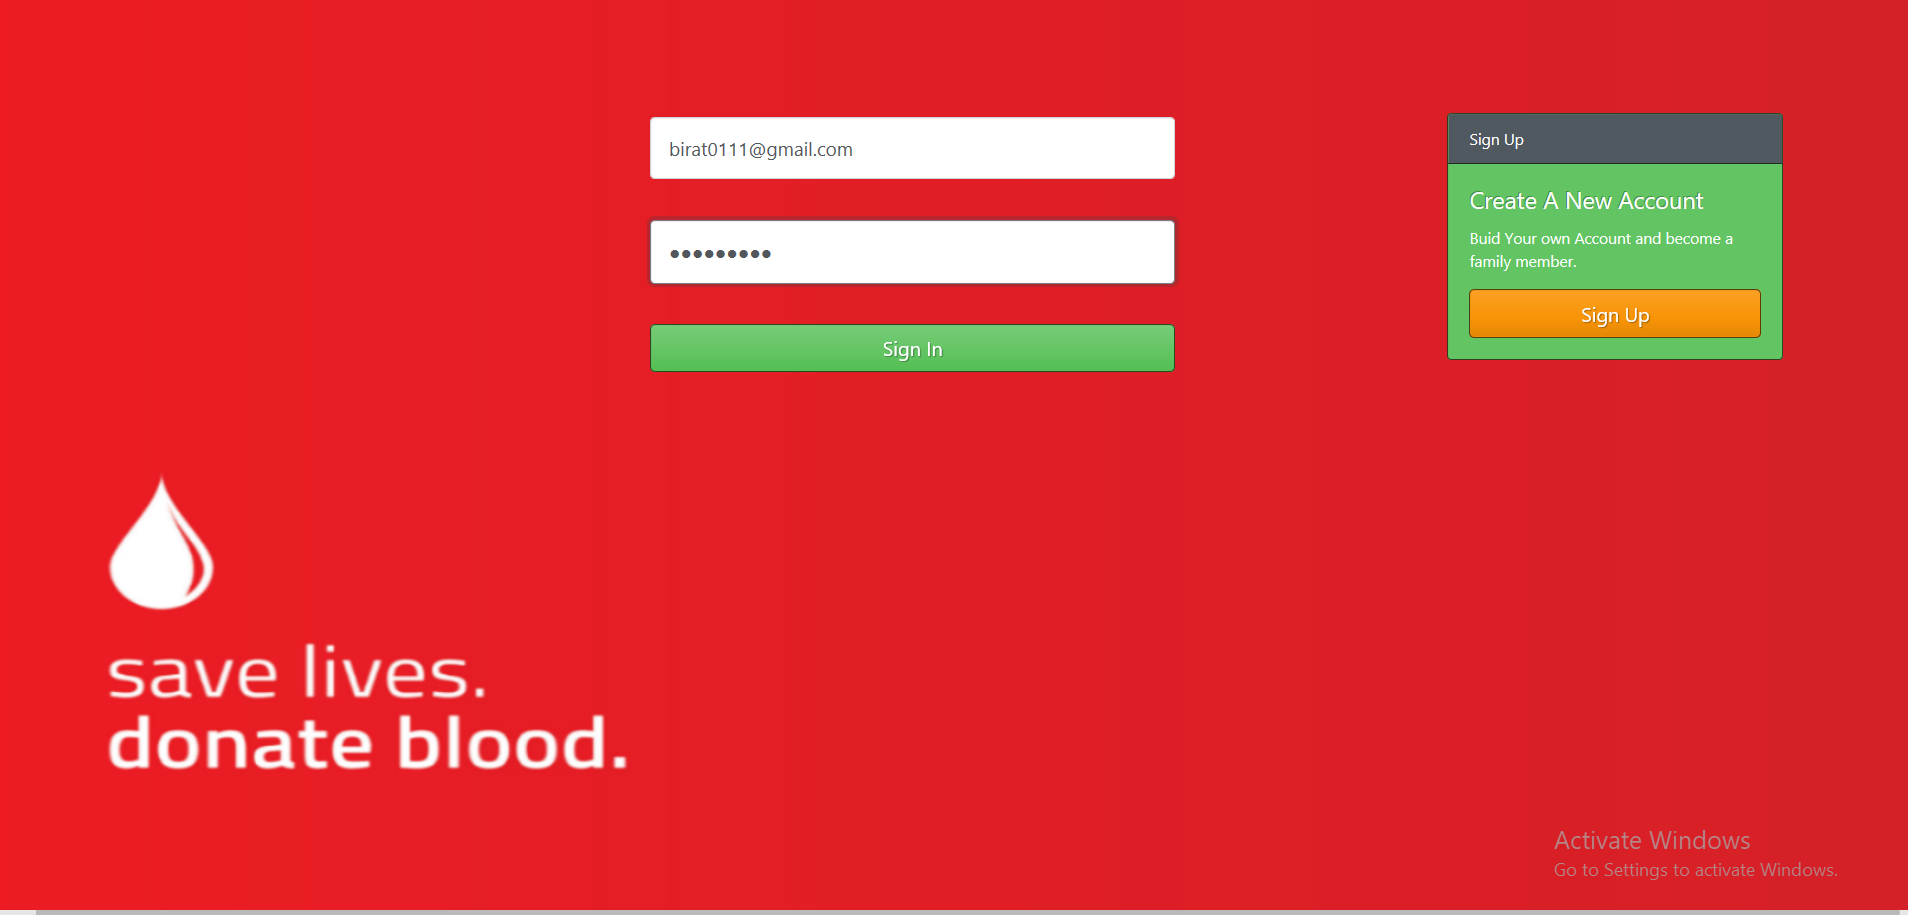 birat0111@gmail.com
•••••••••
Sign In
Sign Up
Create A New Account
Buid Your own Account and become a
family member.
Sign Up
save lives.
donate blood.
Activate Windows
Go to Settings to activate Windows.